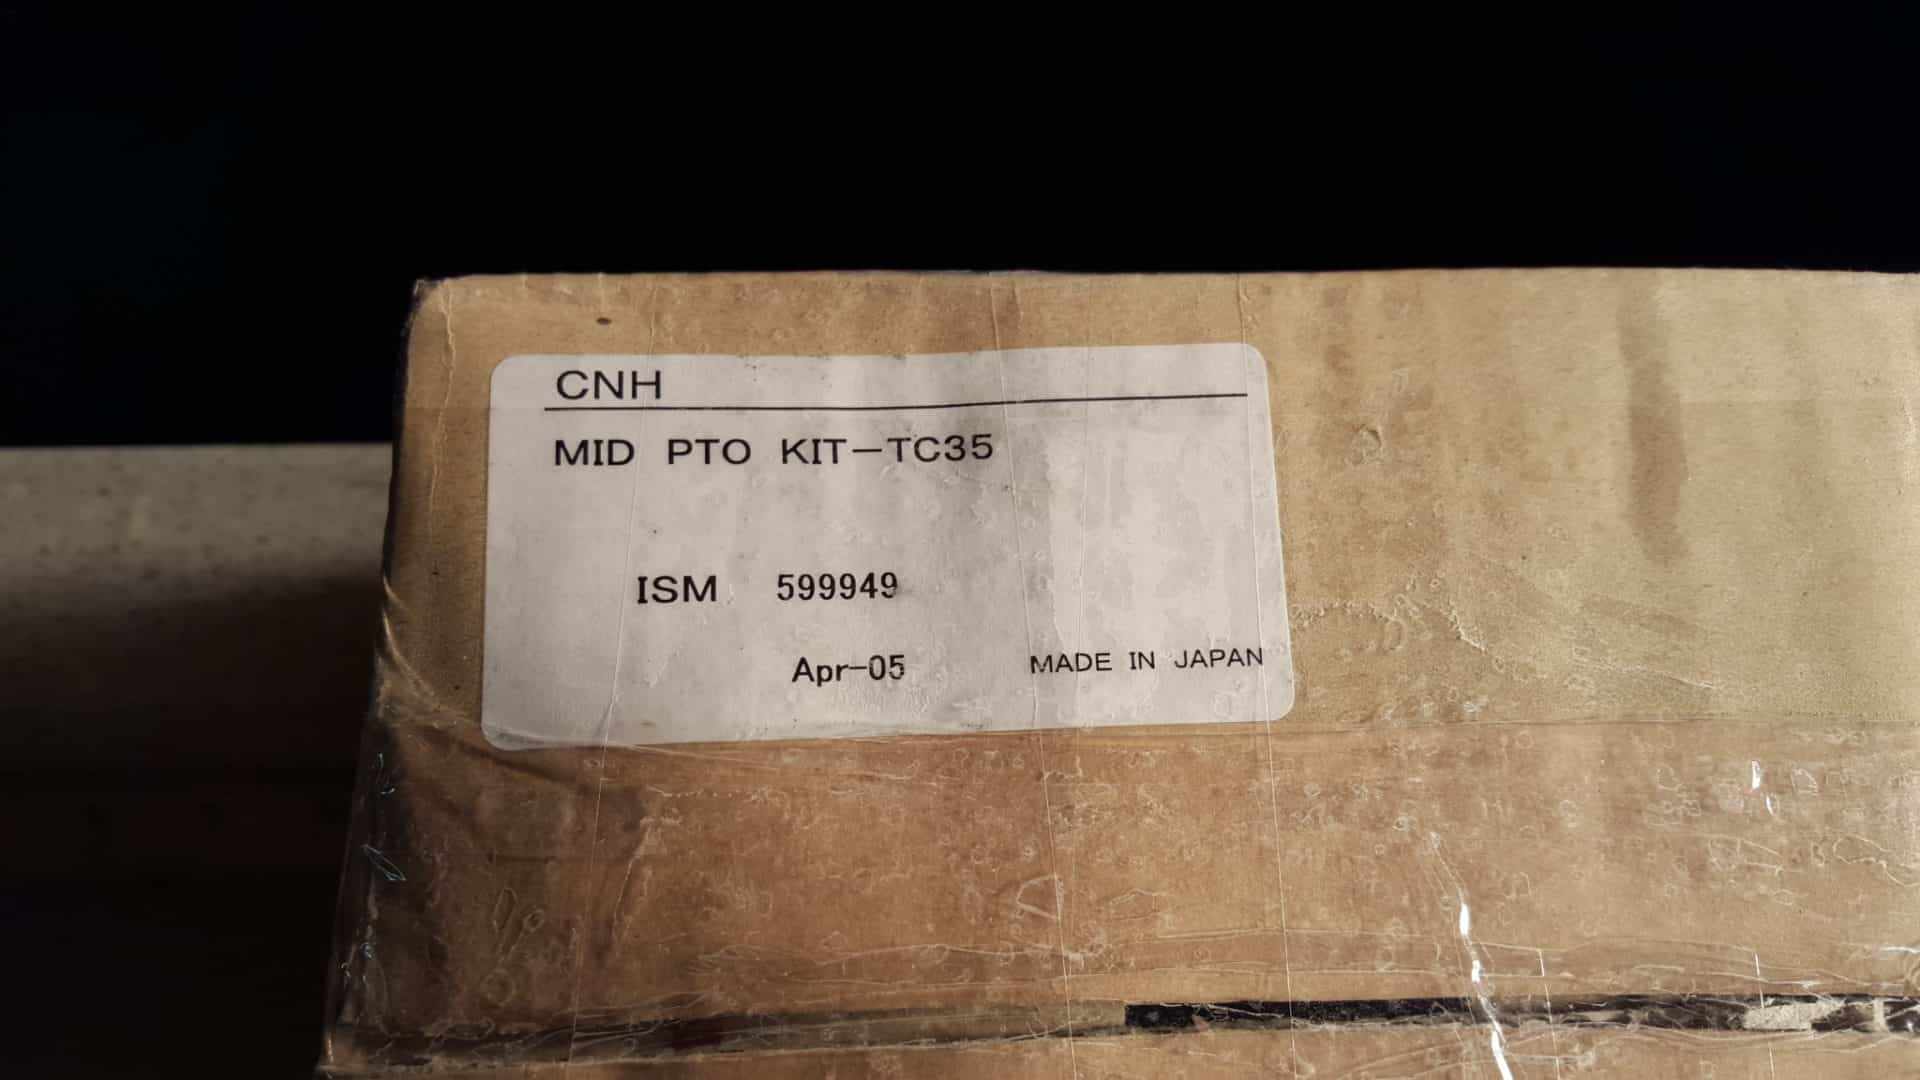 CNH
MID PTO KIT-TC35
ISM 599949
Apr-05 MADE IN JAPAN